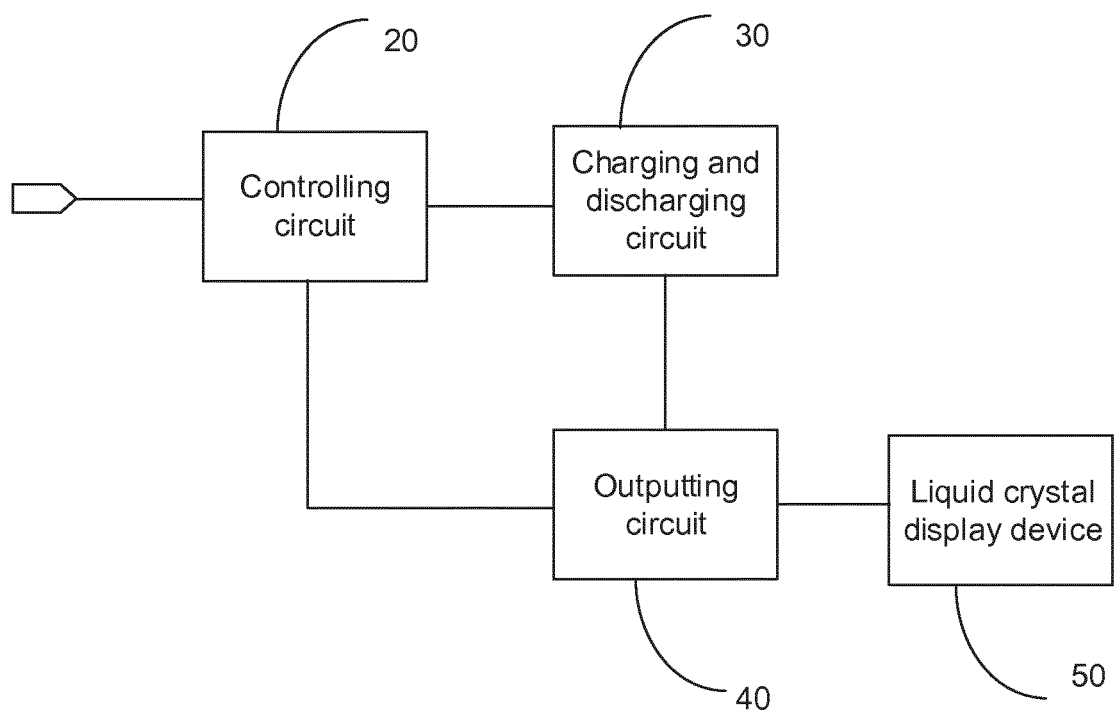 20
30
Controlling
circuit
Charging and
discharging
circuit
Outputting
circuit
Liquid crystal
display device
40
50